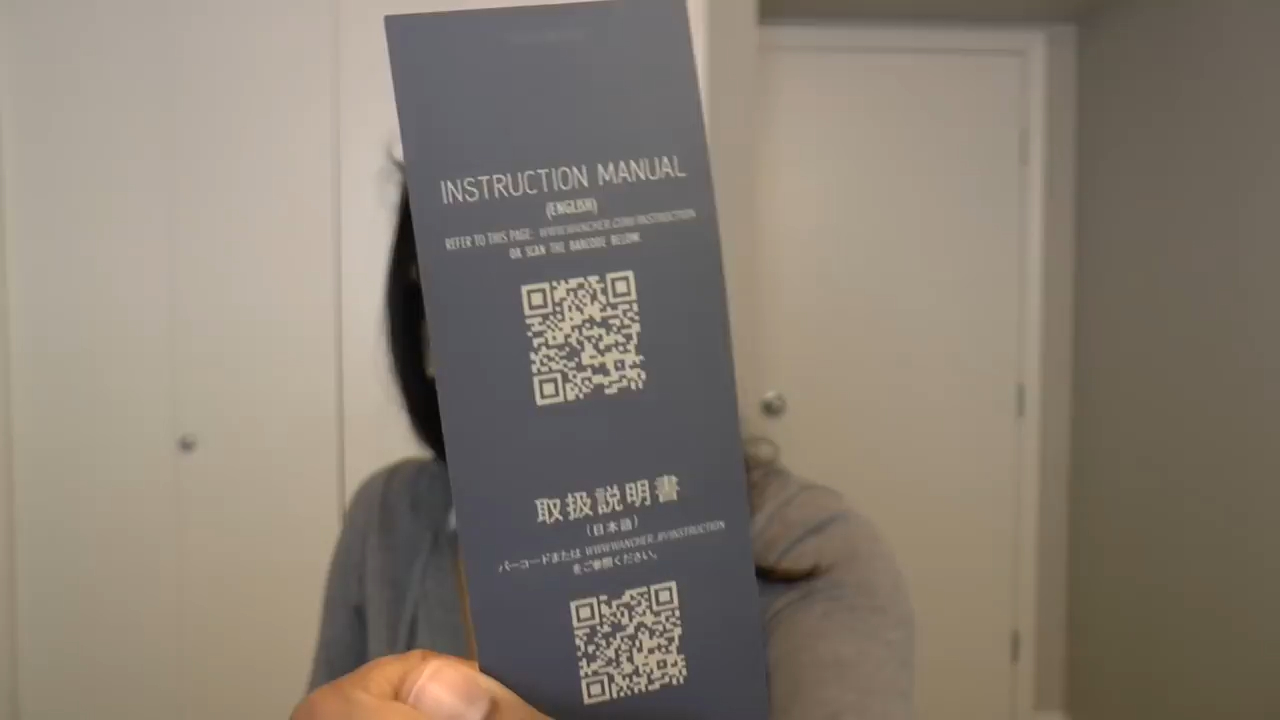 INSTRUCTION MANUAL
(ENGLISH)
REFER TO THIS PAGE: WWW.WANCHER.COM/INSTRUCTION
OR SCAN THE BARCODE BELOW.
取扱説明書
(日本語)
バーコードまたは WWW.WANCHER.JP/INSTRUCTION
をご参照ください。